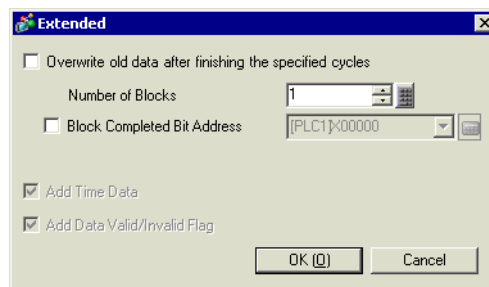 Extended
Overwrite old data after finishing the specified cycles
Number of Blocks 1
Block Completed Bit Address [PLC1]X00000
Add Time Data
Add Data Valid/Invalid Flag
OK (O) Cancel